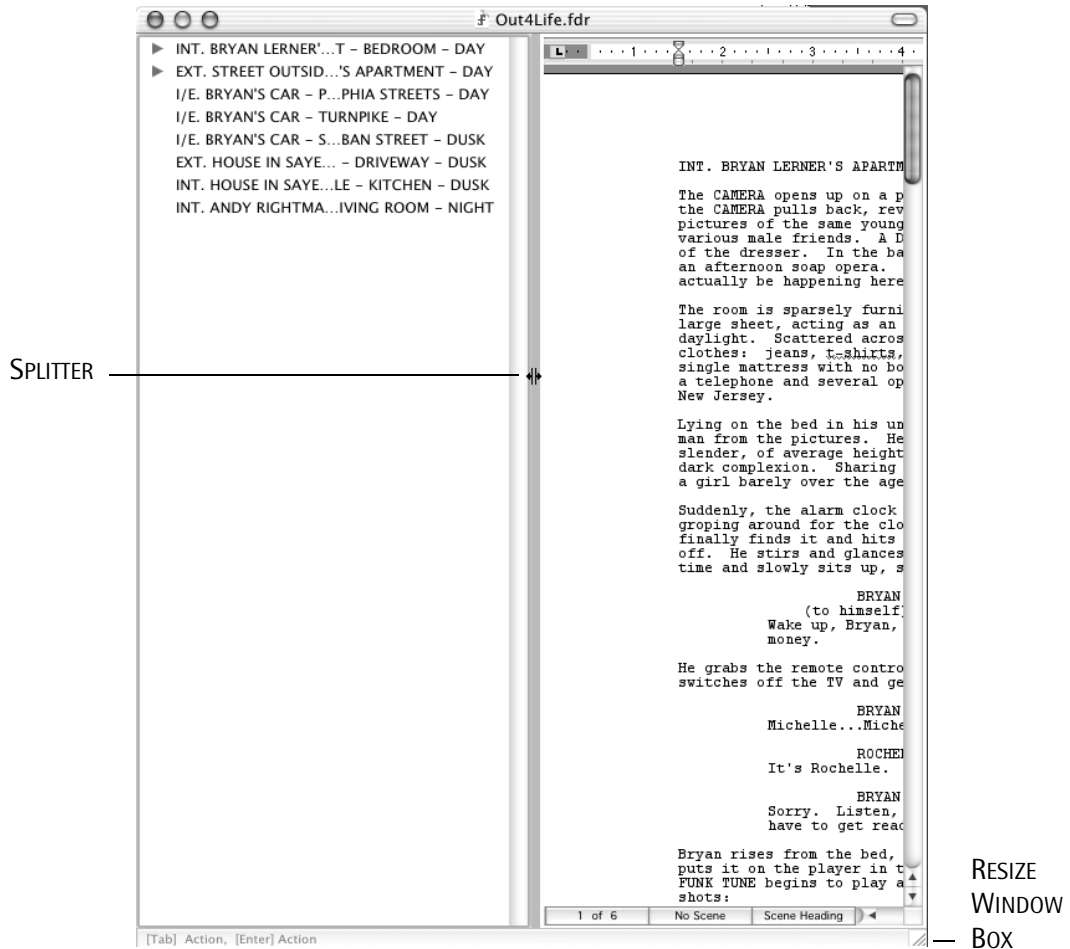 Out4Life.fdr
INT. BRYAN LERNER'...T – BEDROOM – DAY
EXT. STREET OUTSID...'S APARTMENT – DAY
I/E. BRYAN'S CAR – P...PHIA STREETS – DAY
I/E. BRYAN'S CAR – TURNPIKE – DAY
I/E. BRYAN'S CAR – S...BAN STREET – DUSK
EXT. HOUSE IN SAYE... – DRIVEWAY – DUSK
INT. HOUSE IN SAYE...LE – KITCHEN – DUSK
INT. ANDY RIGHTMA...IVING ROOM – NIGHT
L 1 2 3 4
INT. BRYAN LERNER'S APARTM
The CAMERA opens up on a p
the CAMERA pulls back, rev
pictures of the same young
various male friends. A D
of the dresser. In the ba
an afternoon soap opera.
actually be happening here
The room is sparsely furni
large sheet, acting as an
daylight. Scattered acros
clothes: jeans, t-shirts,
single mattress with no bo
a telephone and several op
New Jersey.
Lying on the bed in his un
man from the pictures. He
slender, of average height
dark complexion. Sharing
a girl barely over the age
Suddenly, the alarm clock
groping around for the clo
finally finds it and hits
off. He stirs and glances
time and slowly sits up, s
BRYAN
(to himself)
Wake up, Bryan,
money.
He grabs the remote contro
switches off the TV and ge
BRYAN
Michelle...Miche
ROCHEL
It's Rochelle.
BRYAN
Sorry. Listen,
have to get read
Bryan rises from the bed,
puts it on the player in t
FUNK TUNE begins to play a
shots:
1 of 6 No Scene Scene Heading
[Tab] Action, [Enter] Action
SPLITTER
RESIZE
WINDOW
BOX